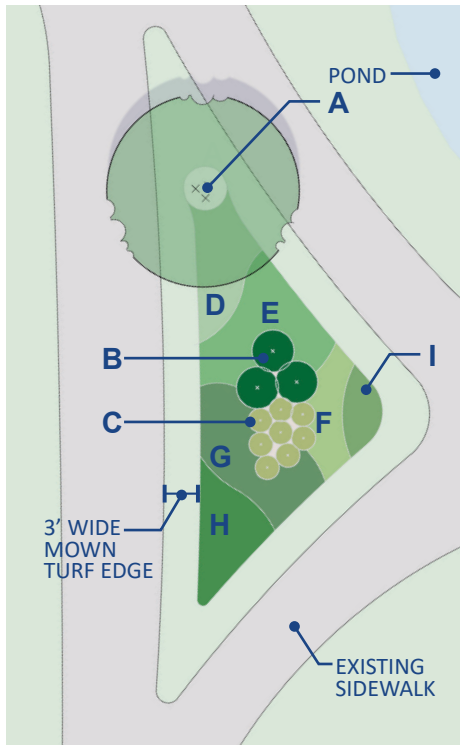 POND
A
D
E
B
I
C
F
G
3' WIDE
MOWN
TURF EDGE
H
EXISTING
SIDEWALK